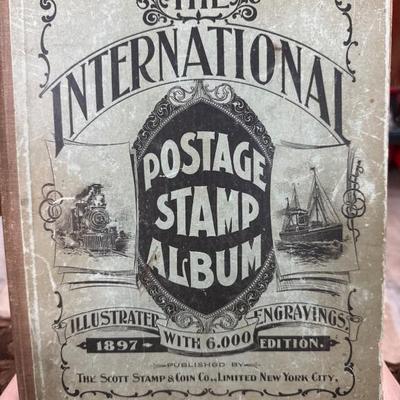 THE
INTERNATIONAL
POSTAGE
STAMP
ALBUM
ILLUSTRATED ENGRAVINGS.
1897 WITH 6.000 EDITION.
PUBLISHED BY
THE SCOTT STAMP & COIN CO., LIMITED NEW YORK CITY.